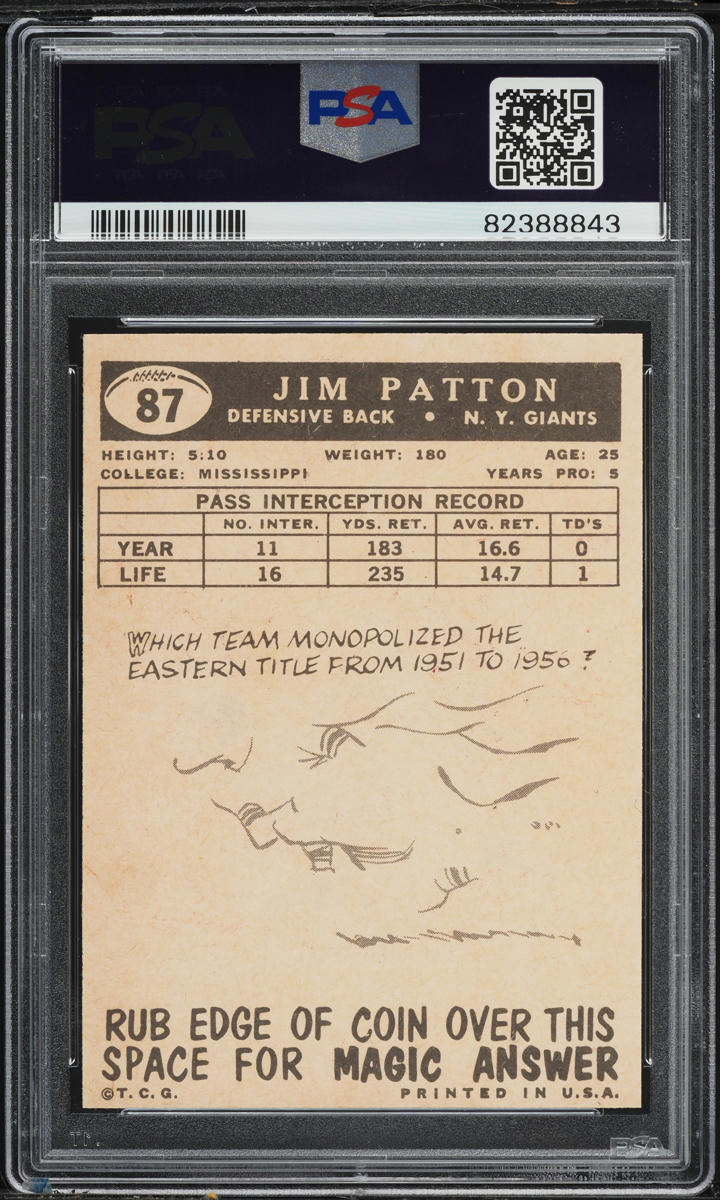 PSA
PSA
82388843
87
JIM PATTON
DEFENSIVE BACK • N. Y. GIANTS
HEIGHT: 5:10 WEIGHT: 180 AGE: 25
COLLEGE: MISSISSIPPI YEARS PRO: 5
PASS INTERCEPTION RECORD
NO. INTER. YDS. RET. AVG. RET. TD'S
YEAR 11 183 16.6 0
LIFE 16 235 14.7 1
WHICH TEAM MONOPOLIZED THE
EASTERN TITLE FROM 1951 TO 1956?
RUB EDGE OF COIN OVER THIS
SPACE FOR MAGIC ANSWER
©T. C. G. PRINTED IN U.S.A.
PSA